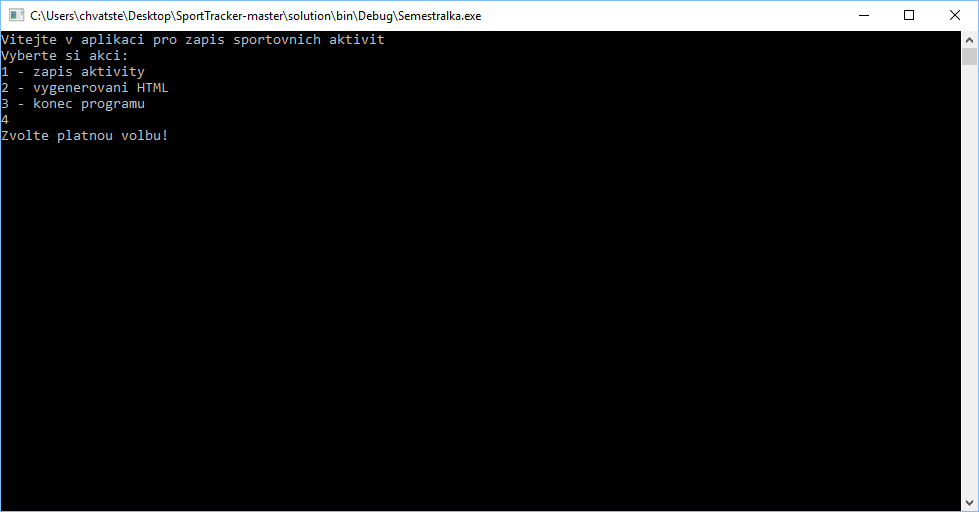 C:\Users\chvatste\Desktop\SportTracker-master\solution\bin\Debug\Semestralka.exe
Vitejte v aplikaci pro zapis sportovnich aktivit
Vyberte si akci:
1 - zapis aktivity
2 - vygenerovani HTML
3 - konec programu
4
Zvolte platnou volbu!